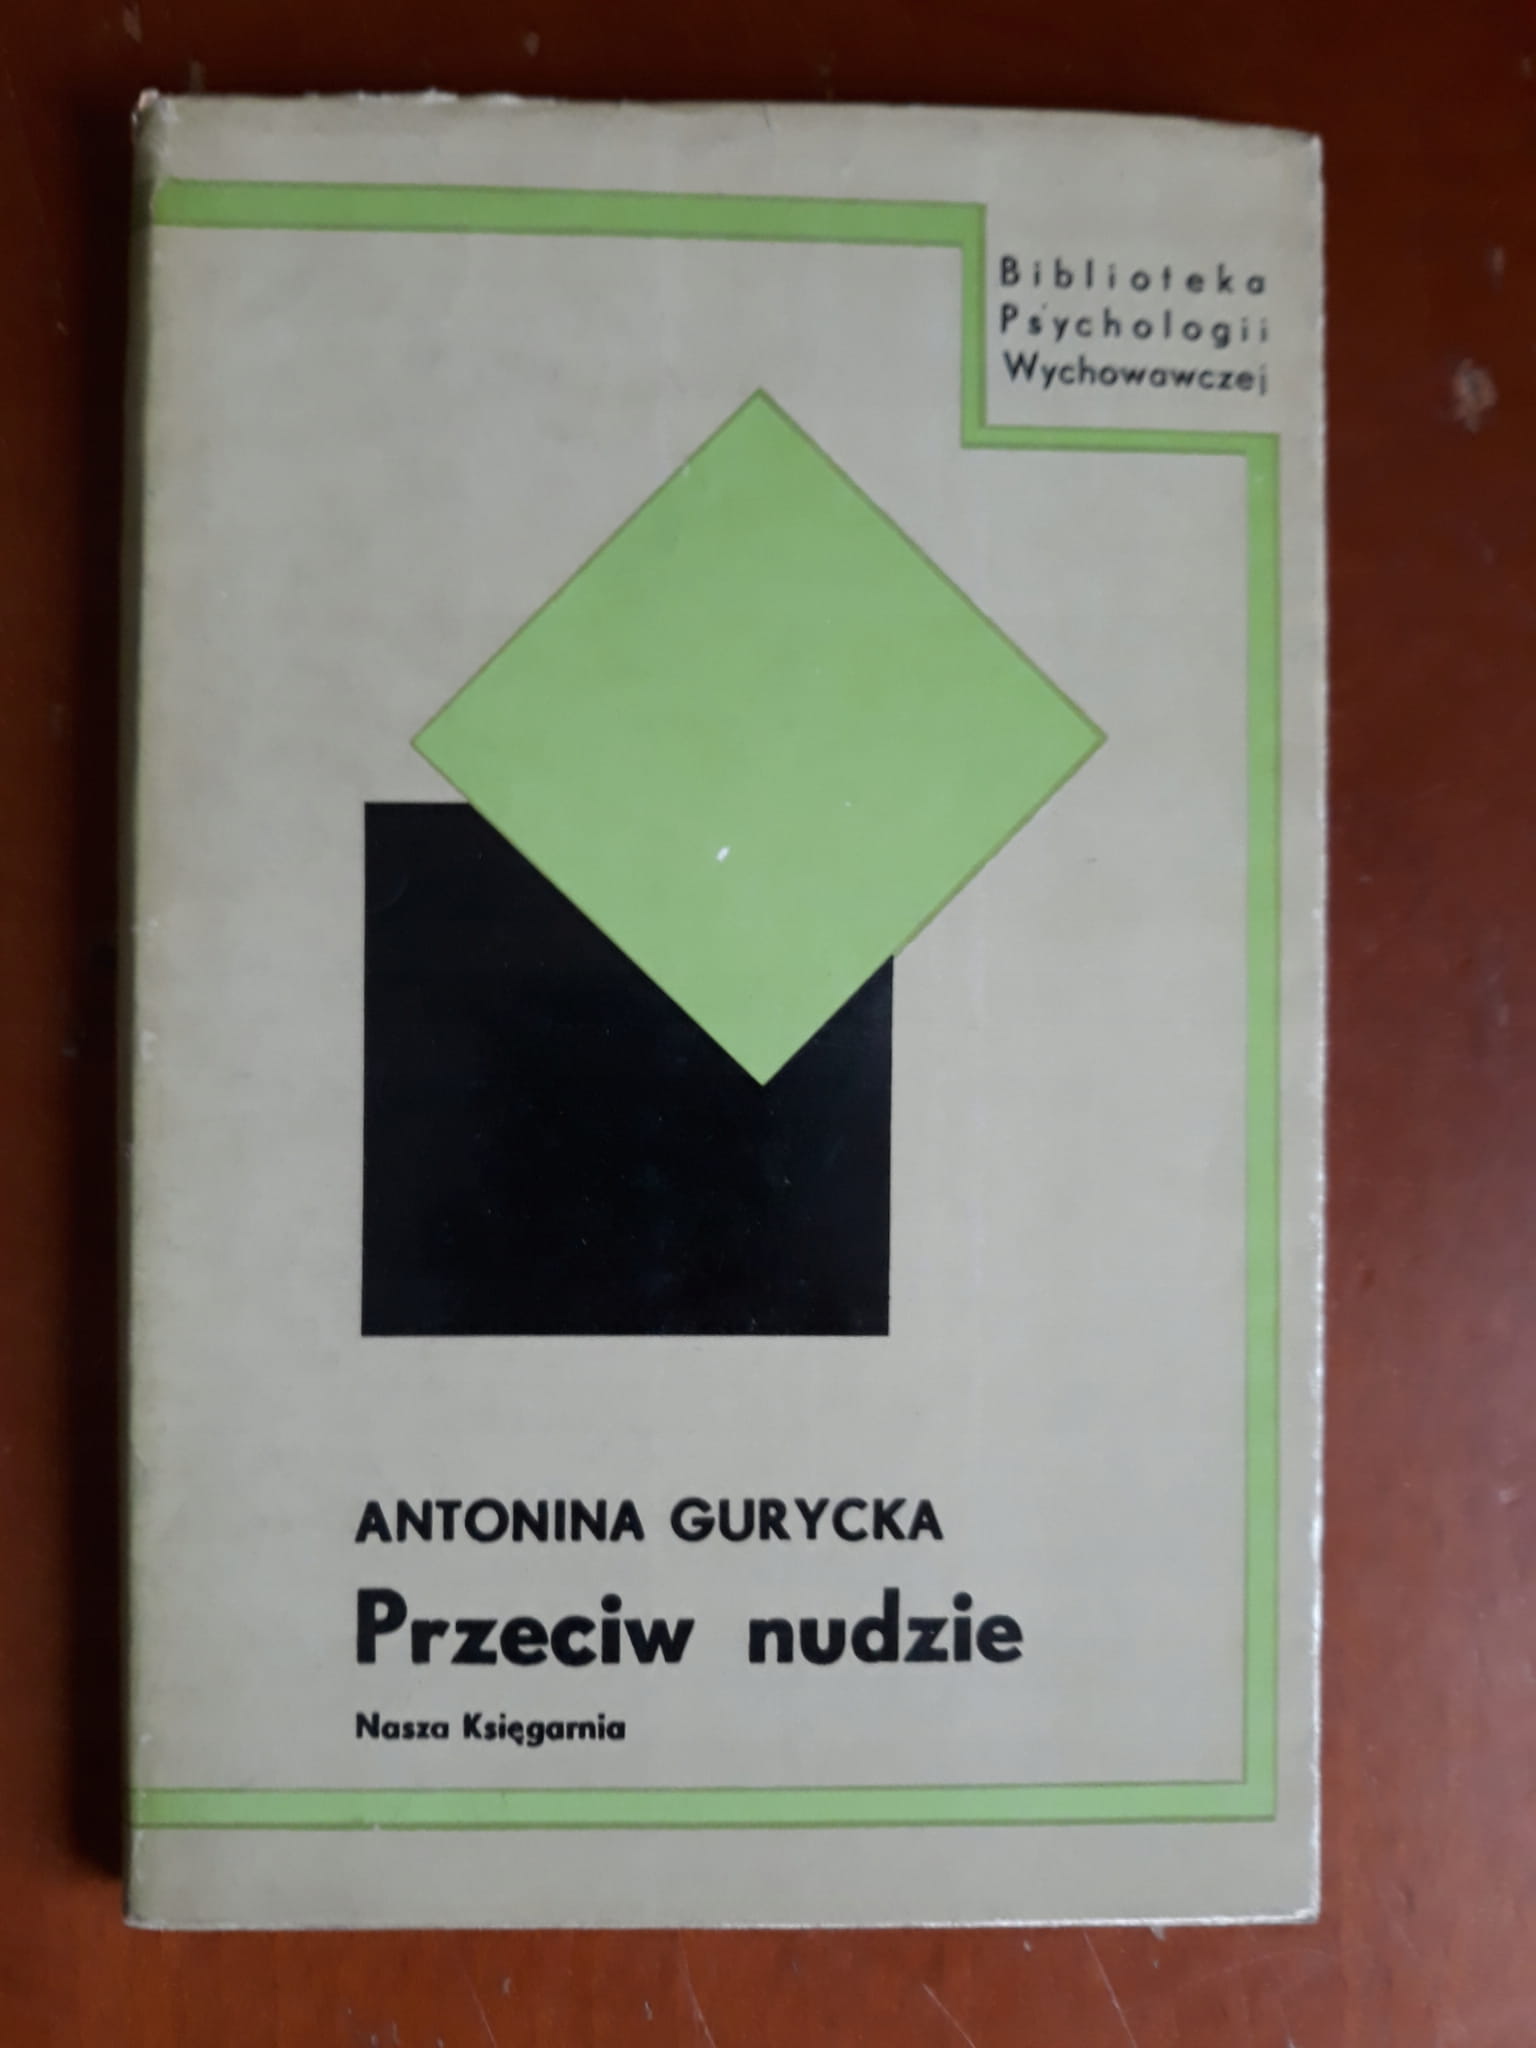 Biblioteka
Psychologii
Wychowawczej
ANTONINA GURYCKA
Przeciw nudzie
Nasza Księgarnia